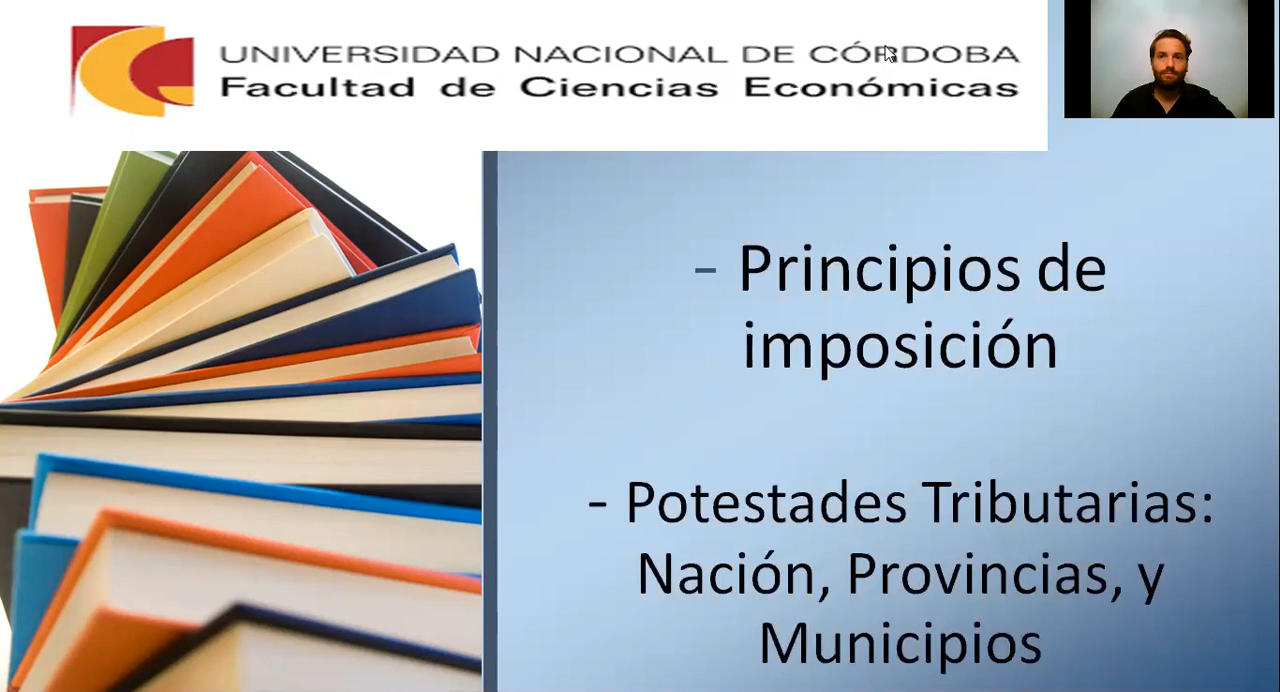 UNIVERSIDAD NACIONAL DE CÓRDOBA
Facultad de Ciencias Económicas
- Principios de
imposición
- Potestades Tributarias:
Nación, Provincias, y
Municipios